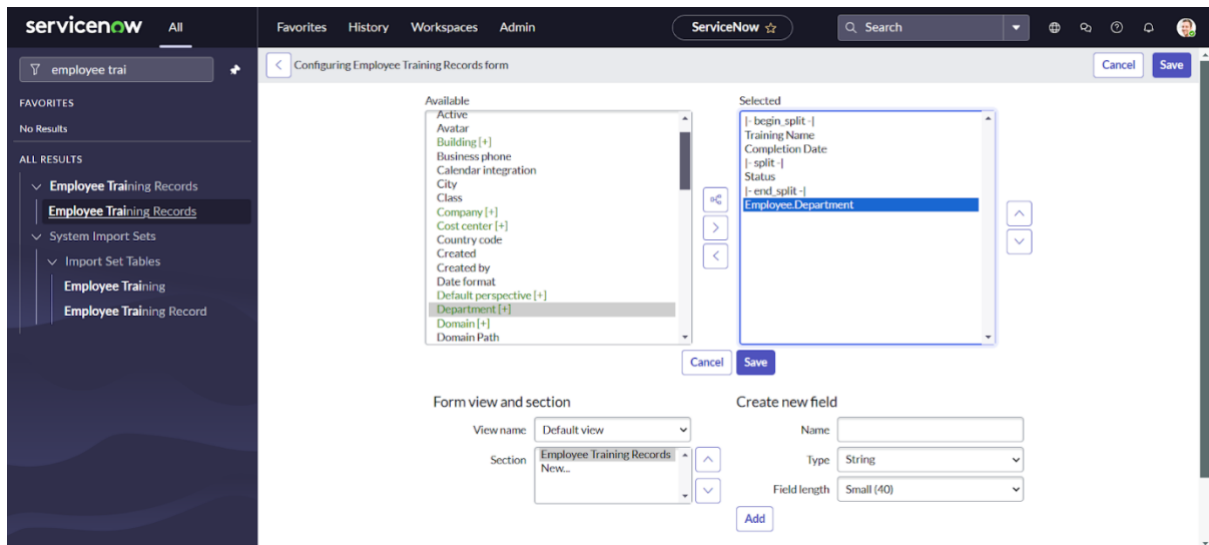 servicenow All Favorites History Workspaces Admin ServiceNow Search
employee trai
FAVORITES
No Results
ALL RESULTS
Employee Training Records
Employee Training Records
System Import Sets
Import Set Tables
Employee Training
Employee Training Record
Configuring Employee Training Records form Cancel Save
Available
Active
Avatar
Building [+]
Business phone
Calendar integration
City
Class
Company [+]
Cost center [+]
Country code
Created
Created by
Date format
Default perspective [+]
Department [+]
Domain [+]
Domain Path
Selected
|- begin_split -|
Training Name
Completion Date
|- split -|
Status
|- end_split -|
Employee.Department
Cancel Save
Form view and section
View name Default view
Section Employee Training Records
New...
Create new field
Name
Type String
Field length Small (40)
Add